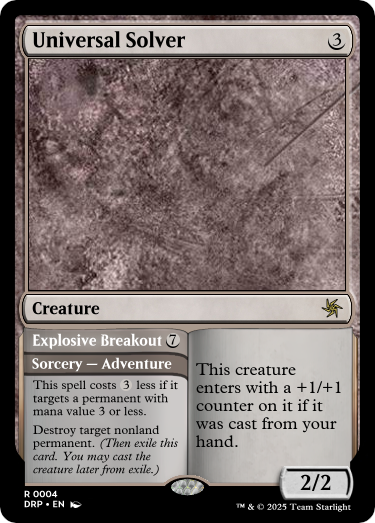 Universal Solver 3
Creature
Explosive Breakout 7
Sorcery — Adventure
This spell costs 3 less if it
targets a permanent with
mana value 3 or less.
Destroy target nonland
permanent. (Then exile this
card. You may cast the
creature later from exile.)
This creature
enters with a +1/+1
counter on it if it
was cast from your
hand.
2/2
R 0004
DRP • EN
™ & © 2025 Team Starlight